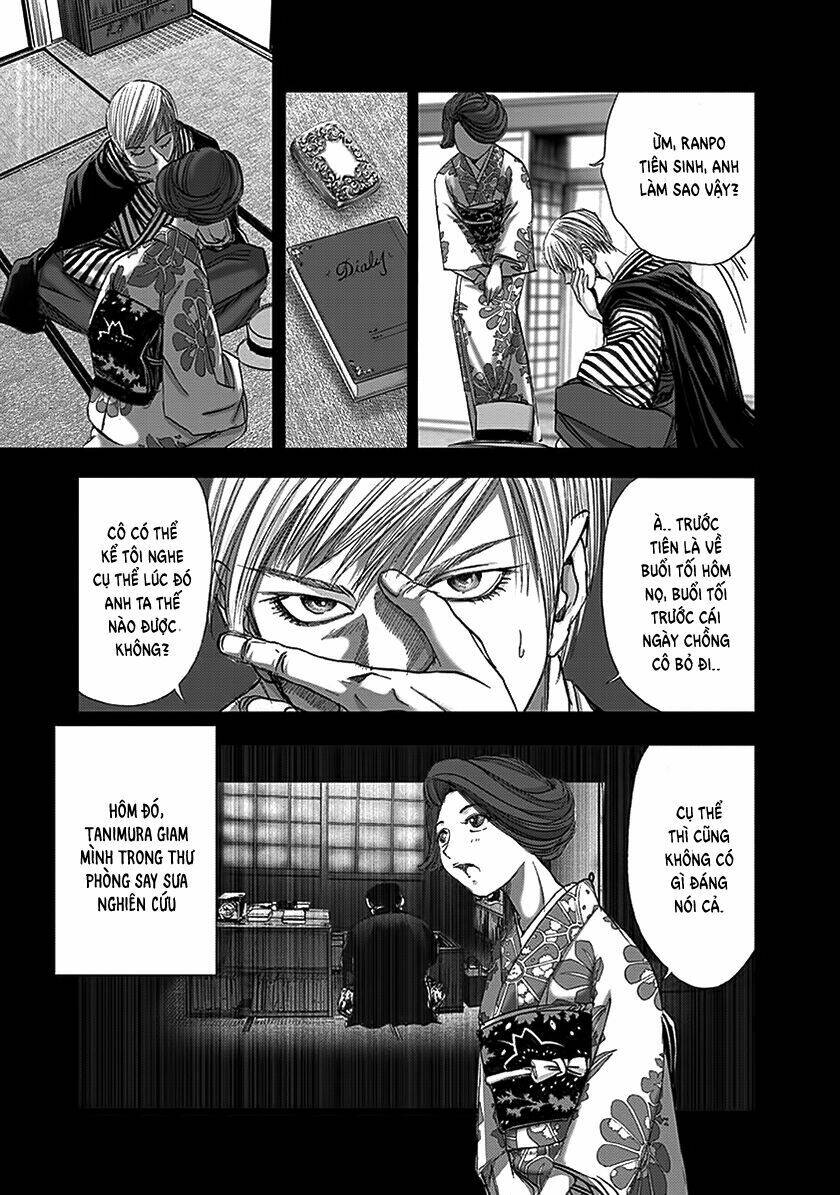 ỪM, RANPO
TIÊN SINH, ANH
LÀM SAO VẬY?
Dialy
À.. TRƯỚC
TIÊN LÀ VỀ
BUỔI TỐI HÔM
NỌ, BUỔI TỐI
TRƯỚC CÁI
NGÀY CHỒNG
CÔ BỎ ĐI..
CÔ CÓ THỂ
KỂ TÔI NGHE
CỤ THỂ LÚC ĐÓ
ANH TA THẾ
NÀO ĐƯỢC
KHÔNG?
CỤ THỂ
THÌ CŨNG
KHÔNG CÓ
GÌ ĐÁNG
NÓI CẢ.
HÔM ĐÓ,
TANIMURA GIAM
MÌNH TRONG THƯ
PHÒNG SAY SƯA
NGHIÊN CỨU